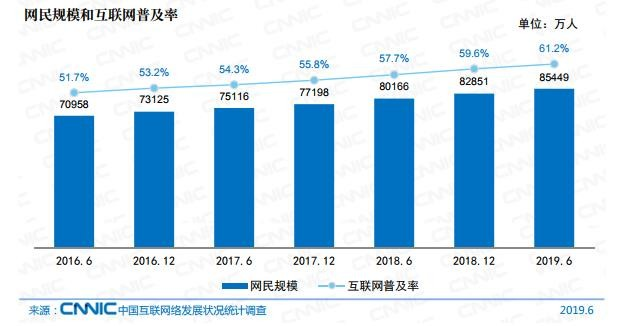 网民规模和互联网普及率
单位：万人
51.7% 53.2% 54.3% 55.8% 57.7% 59.6% 61.2%
70958 73125 75116 77198 80166 82851 85449
2016.6 2016.12 2017.6 2017.12 2018.6 2018.12 2019.6
网民规模 互联网普及率
来源：CNNIC 中国互联网络发展状况统计调查 2019.6